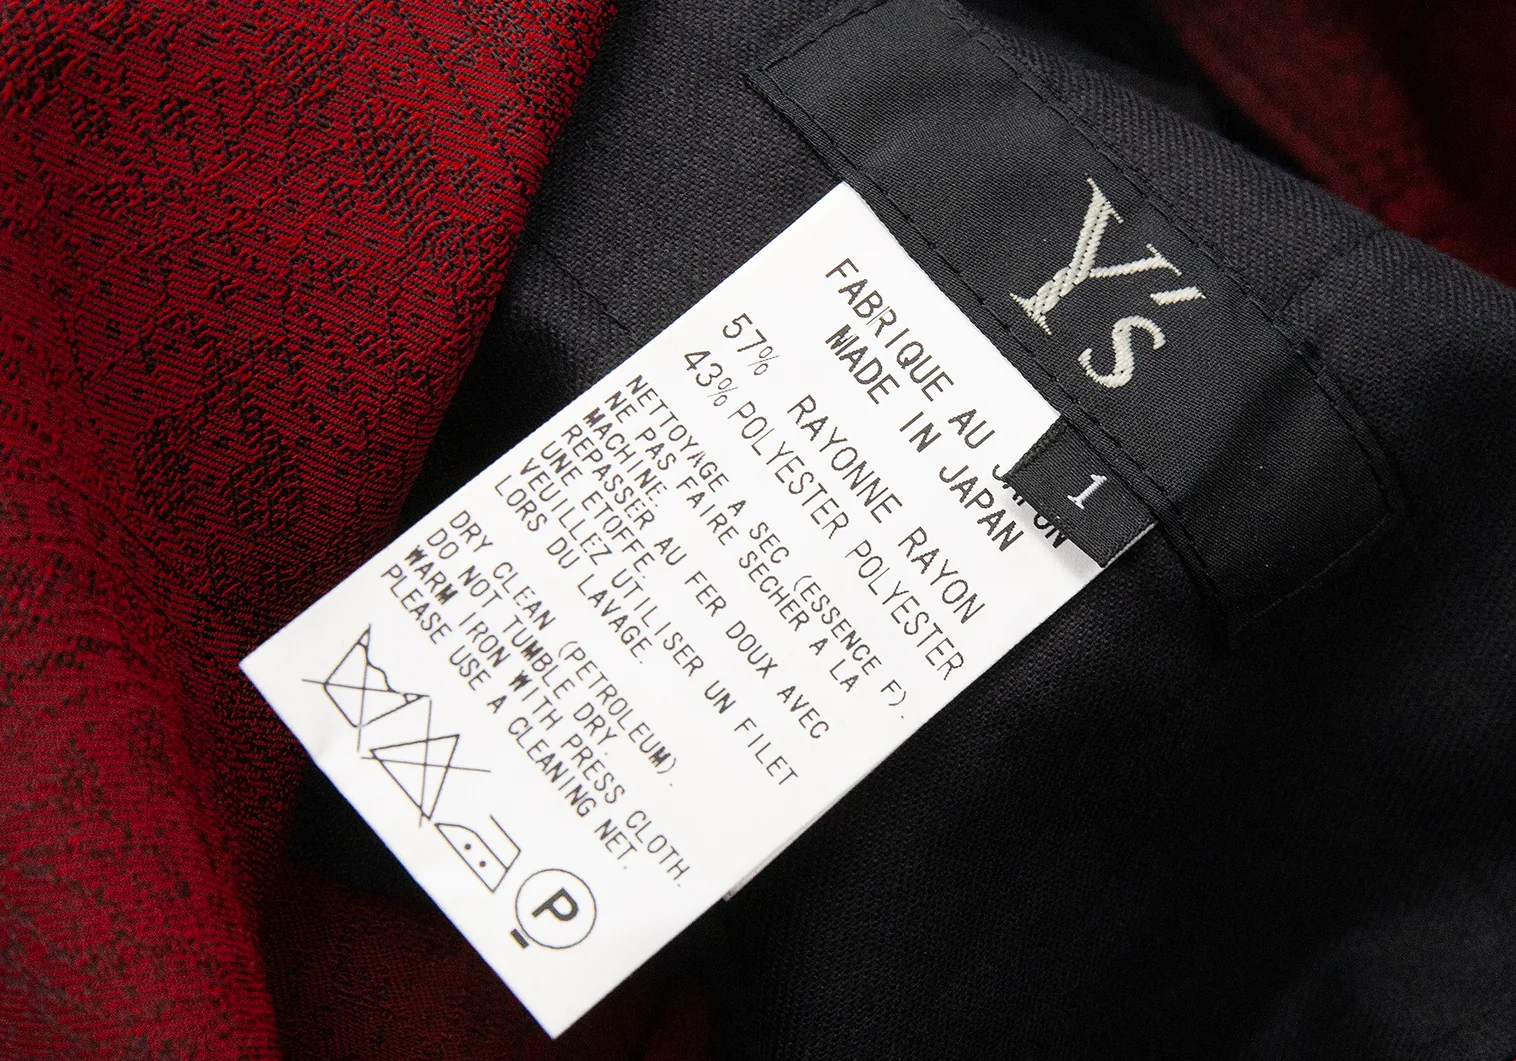 Y's
1
FABRIQUE AU JAPON
MADE IN JAPAN
57% RAYONNE RAYON
43% POLYESTER POLYESTER
NETTOYAGE A SEC (ESSENCE F).
NE PAS FAIRE SECHER A LA
MACHINE.
REPASSER AU FER DOUX AVEC
UNE ETOFFE.
VEUILLEZ UTILISER UN FILET
LORS DU LAVAGE.
DRY CLEAN (PETROLEUM).
DO NOT TUMBLE DRY.
WARM IRON WITH PRESS CLOTH.
PLEASE USE A CLEANING NET.
P